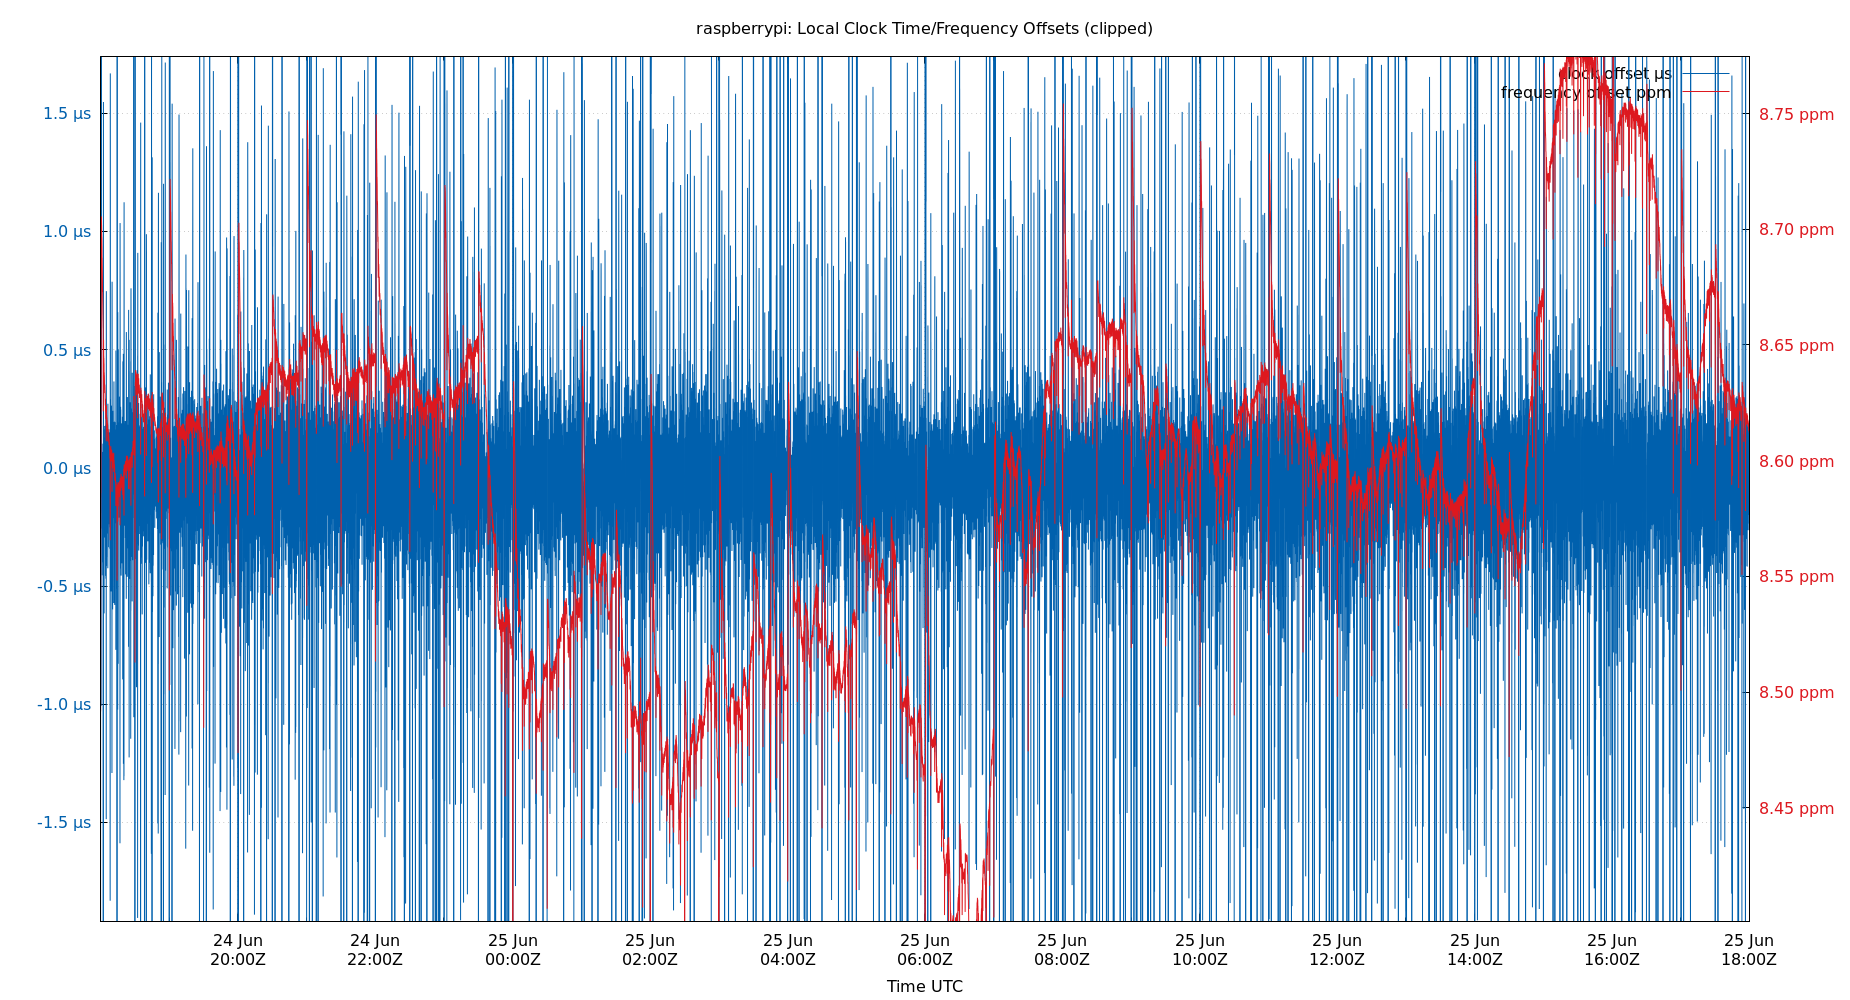 raspberrypi: Local Clock Time/Frequency Offsets (clipped)
clock offset μs
frequency offset ppm
1.5 μs
1.0 μs
0.5 μs
0.0 μs
-0.5 μs
-1.0 μs
-1.5 μs
8.75 ppm
8.70 ppm
8.65 ppm
8.60 ppm
8.55 ppm
8.50 ppm
8.45 ppm
24 Jun 24 Jun 25 Jun 25 Jun 25 Jun 25 Jun 25 Jun 25 Jun 25 Jun 25 Jun 25 Jun 25 Jun
20:00Z 22:00Z 00:00Z 02:00Z 04:00Z 06:00Z 08:00Z 10:00Z 12:00Z 14:00Z 16:00Z 18:00Z
Time UTC